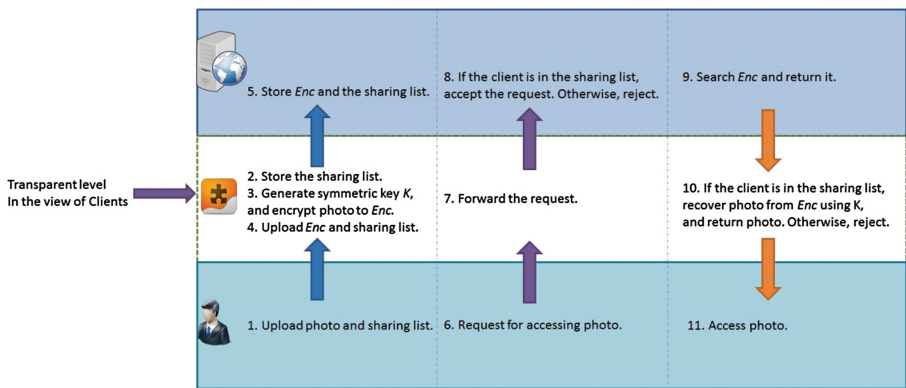 5. Store Enc and the sharing list.
8. If the client is in the sharing list,
accept the request. Otherwise, reject.
9. Search Enc and return it.
Transparent level
In the view of Clients
2. Store the sharing list.
3. Generate symmetric key K,
and encrypt photo to Enc.
4. Upload Enc and sharing list.
7. Forward the request.
10. If the client is in the sharing list,
recover photo from Enc using K,
and return photo. Otherwise, reject.
1. Upload photo and sharing list.
6. Request for accessing photo.
11. Access photo.